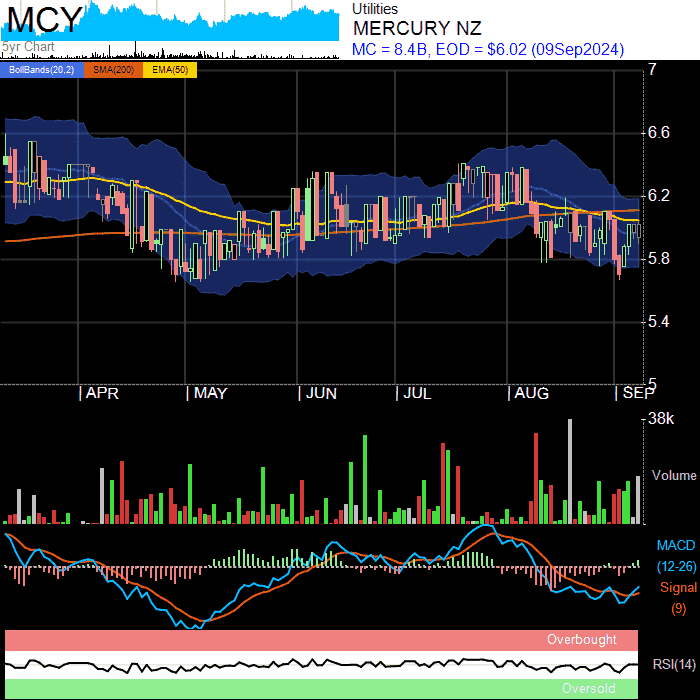 MCY
5yr Chart
Utilities
MERCURY NZ
MC = 8.4B, EOD = $6.02 (09Sep2024)
BollBands(20,2) SMA(200) EMA(50)
7
6.6
6.2
5.8
5.4
5
| APR | MAY | JUN | JUL | AUG | SEP
38k
Volume
MACD
(12-26)
Signal
(9)
Overbought
RSI(14)
Oversold